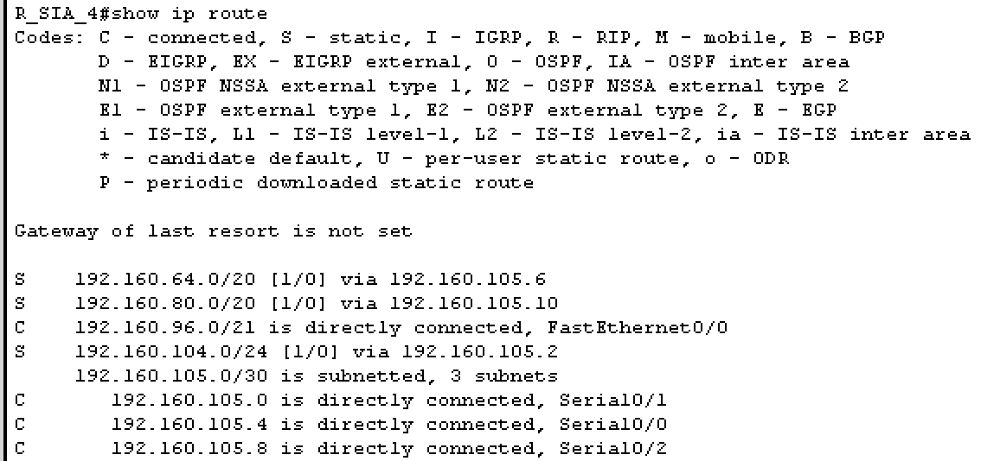 R_SIA_4#show ip route
Codes: C - connected, S - static, I - IGRP, R - RIP, M - mobile, B - BGP
       D - EIGRP, EX - EIGRP external, O - OSPF, IA - OSPF inter area
       N1 - OSPF NSSA external type 1, N2 - OSPF NSSA external type 2
       E1 - OSPF external type 1, E2 - OSPF external type 2, E - EGP
       i - IS-IS, L1 - IS-IS level-1, L2 - IS-IS level-2, ia - IS-IS inter area
       * - candidate default, U - per-user static route, o - ODR
       P - periodic downloaded static route

Gateway of last resort is not set

S    192.160.64.0/20 [1/0] via 192.160.105.6
S    192.160.80.0/20 [1/0] via 192.160.105.10
C    192.160.96.0/21 is directly connected, FastEthernet0/0
S    192.160.104.0/24 [1/0] via 192.160.105.2
     192.160.105.0/30 is subnetted, 3 subnets
C       192.160.105.0 is directly connected, Serial0/1
C       192.160.105.4 is directly connected, Serial0/0
C       192.160.105.8 is directly connected, Serial0/2